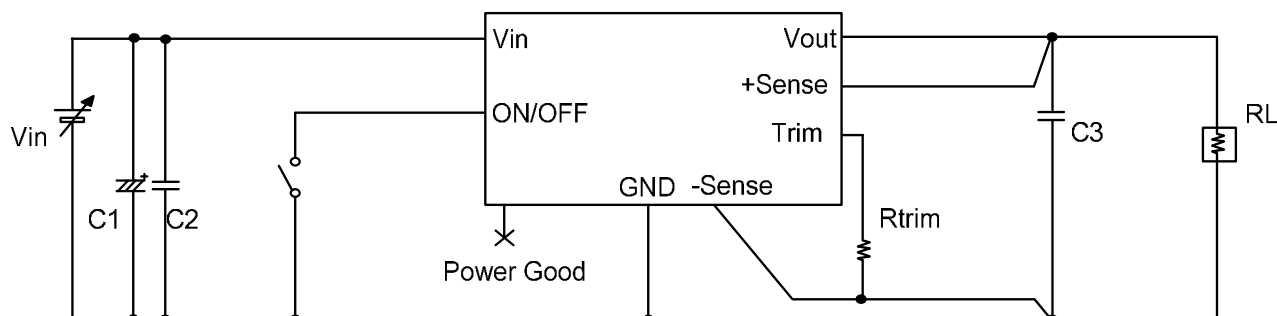 Vin
Vout
+Sense
ON/OFF
Trim
C3
RL
Vin
GND
-Sense
C1
C2
Rtrim
Power Good